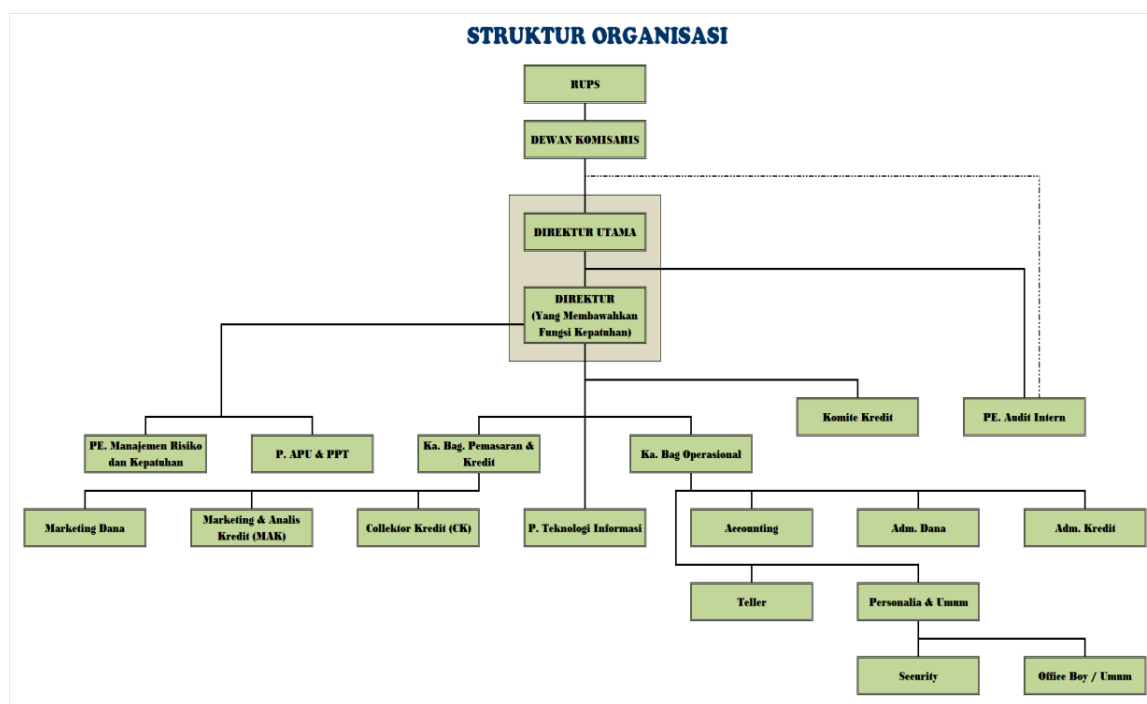 STRUKTUR ORGANISASI
RUPS
DEWAN KOMISARIS
DIREKTUR UTAMA
DIREKTUR
(Yang Membawahkan
Fungsi Kepatuhan)
Komite Kredit
PE. Audit Intern
PE. Manajemen Risiko
dan Kepatuhan
P. APU & PPT
Ka. Bag. Pemasaran &
Kredit
Ka. Bag Operasional
Marketing Dana
Marketing & Analis
Kredit (MAK)
Collektor Kredit (CK)
P. Teknologi Informasi
Accounting
Adm. Dana
Adm. Kredit
Teller
Personalia & Umum
Security
Office Boy / Umum